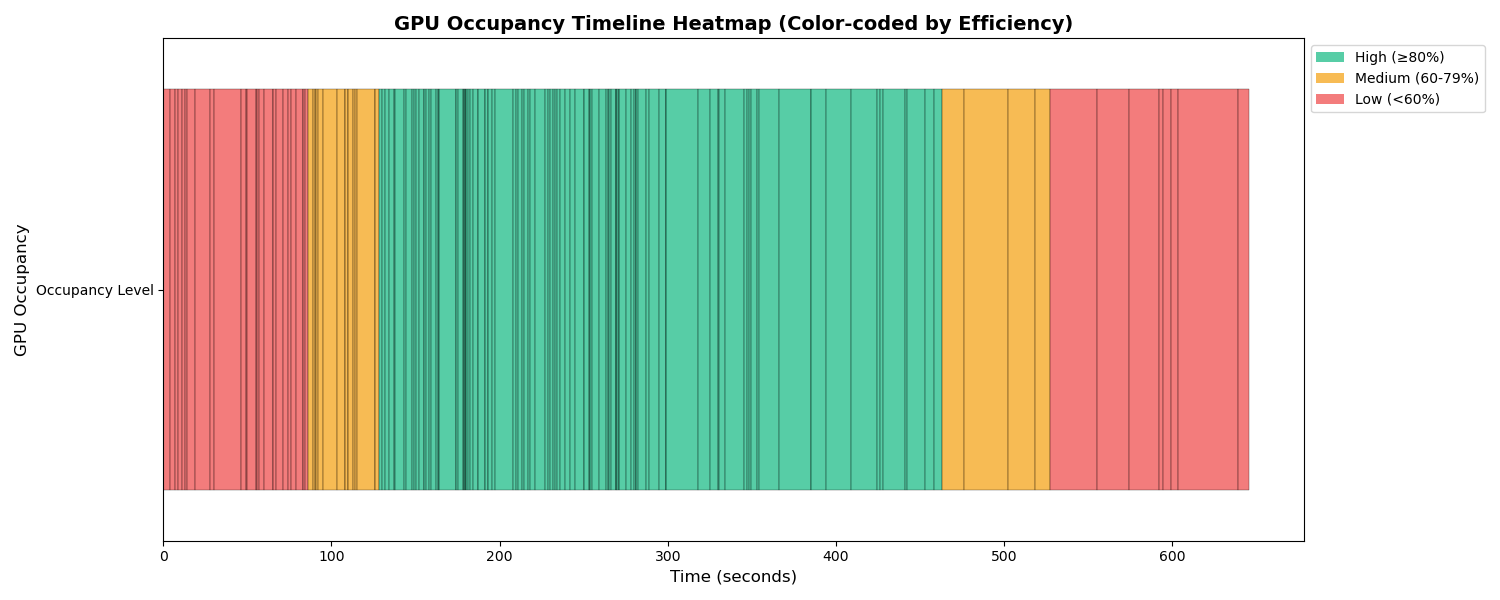 GPU Occupancy Timeline Heatmap (Color-coded by Efficiency)
High (≥80%)
Medium (60-79%)
Low (<60%)
GPU Occupancy
Occupancy Level
0 100 200 300 400 500 600
Time (seconds)